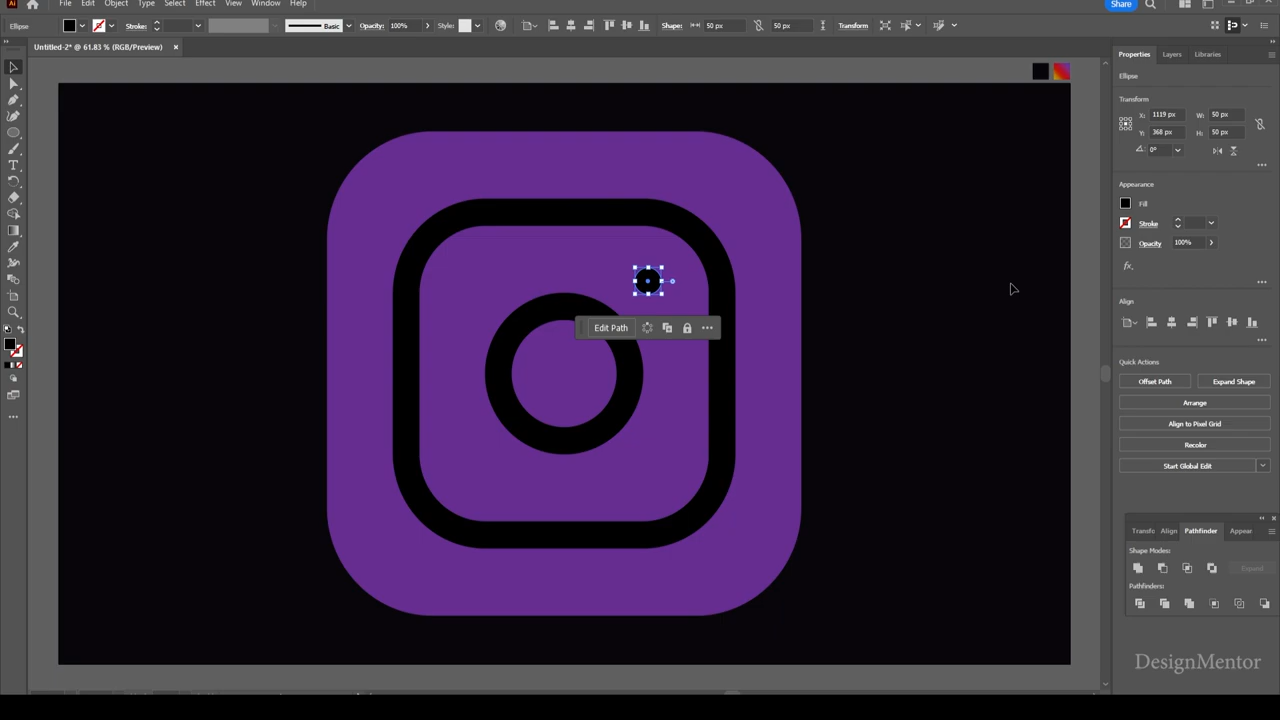 Ai File Edit Object Type Select Effect View Window Help Share
Ellipse Stroke: Basic Opacity: 100% Style: Shape: 50 px 50 px Transform
Untitled-2* @ 61.83 % (RGB/Preview) ×
Properties Layers Libraries
Ellipse
Transform
X: 1119 px W: 50 px
Y: 368 px H: 50 px
0°
Appearance
Fill
Stroke
Opacity 100%
fx
Align
Edit Path
Quick Actions
Offset Path Expand Shape
Arrange
Align to Pixel Grid
Recolor
Start Global Edit
Transfc Align Pathfinder Appear
Shape Modes:
Expand
Pathfinders:
DesignMentor